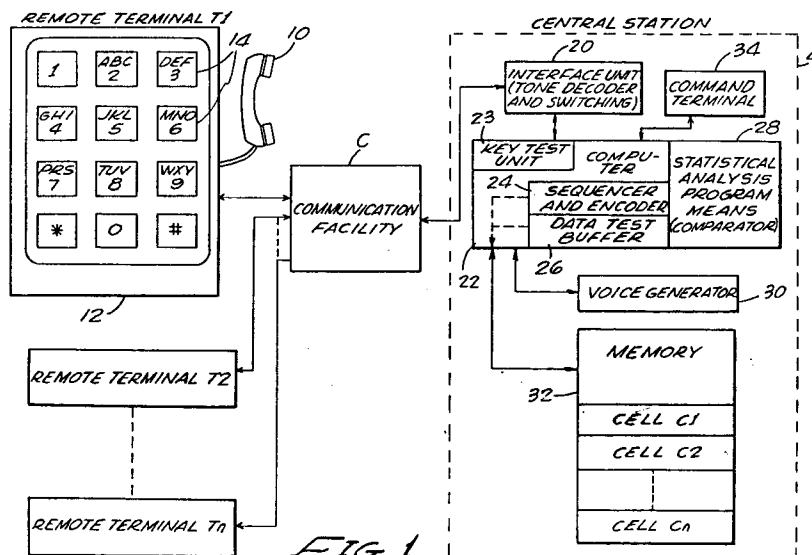 REMOTE TERMINAL T1
14
10
1
ABC
2
DEF
3
GHI
4
JKL
5
MNO
6
PRS
7
TUV
8
WXY
9
*
0
#
12
C
COMMUNICATION
FACILITY
REMOTE TERMINAL T2
REMOTE TERMINAL Tn
FIG. 1
CENTRAL STATION
20
INTERFACE UNIT
(TONE DECODER
AND SWITCHING)
34
COMMAND
TERMINAL
23
28
KEY TEST
UNIT
COMPU-
TER
24
SEQUENCER
AND ENCODER
DATA TEST
BUFFER
STATISTICAL
ANALYSIS
PROGRAM
MEANS
(COMPARATOR)
22
26
VOICE GENERATOR
30
MEMORY
32
CELL C1
CELL C2
CELL Cn